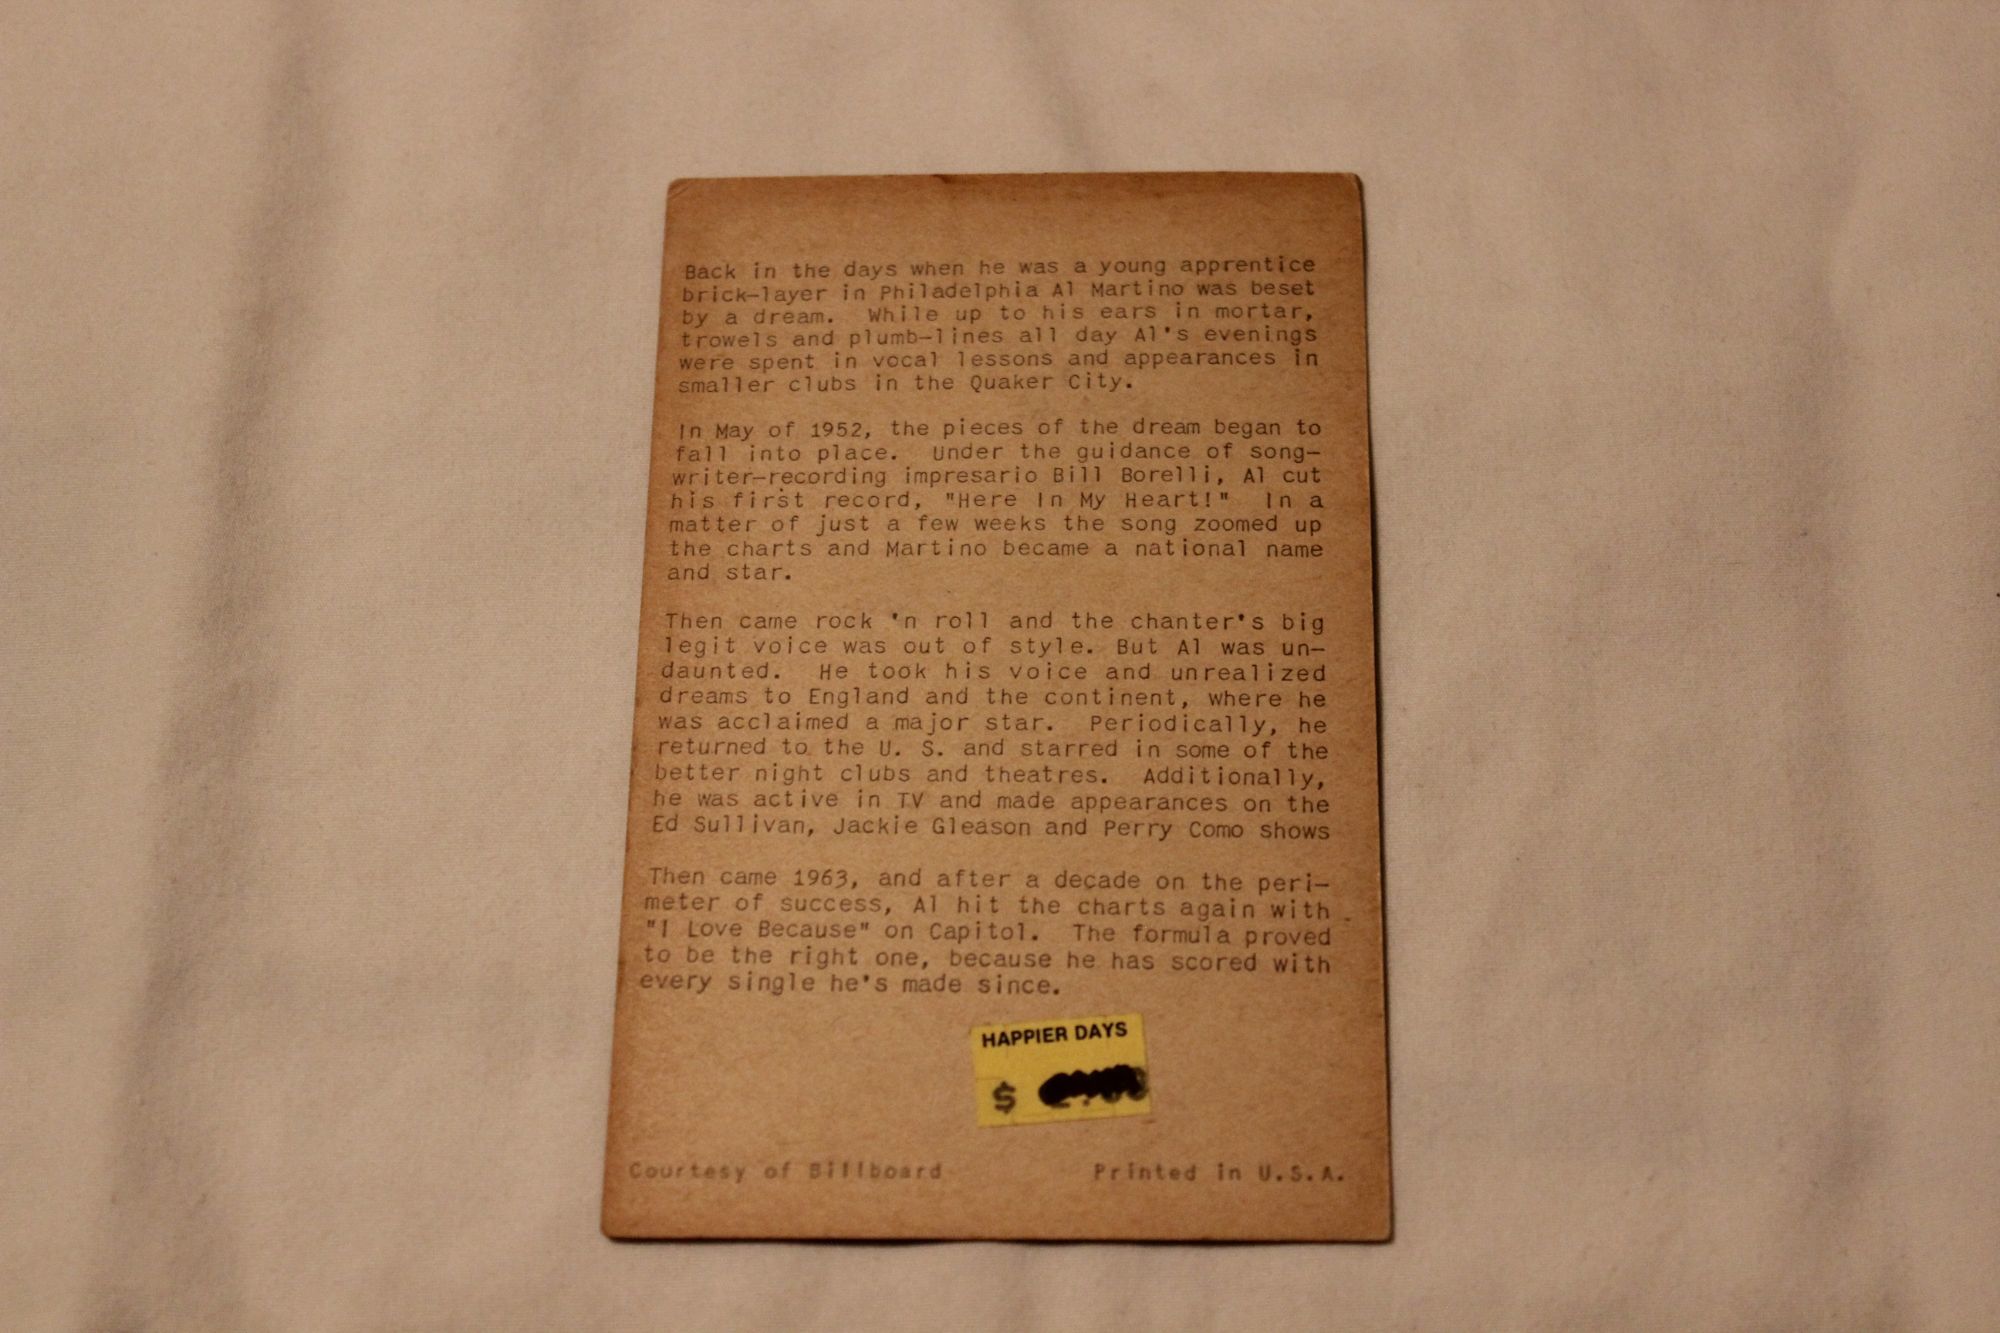 Back in the days when he was a young apprentice
brick-layer in Philadelphia Al Martino was beset
by a dream. While up to his ears in mortar,
trowels and plumb-lines all day Al's evenings
were spent in vocal lessons and appearances in
smaller clubs in the Quaker City.
In May of 1952, the pieces of the dream began to
fall into place. Under the guidance of song-
writer-recording impresario Bill Borelli, Al cut
his first record, "Here In My Heart!" In a
matter of just a few weeks the song zoomed up
the charts and Martino became a national name
and star.
Then came rock 'n roll and the chanter's big
legit voice was out of style. But Al was un-
daunted. He took his voice and unrealized
dreams to England and the continent, where he
was acclaimed a major star. Periodically, he
returned to the U. S. and starred in some of the
better night clubs and theatres. Additionally,
he was active in TV and made appearances on the
Ed Sullivan, Jackie Gleason and Perry Como shows
Then came 1963, and after a decade on the peri-
meter of success, Al hit the charts again with
"I Love Because" on Capitol. The formula proved
to be the right one, because he has scored with
every single he's made since.
HAPPIER DAYS
$
Courtesy of Billboard Printed in U.S.A.